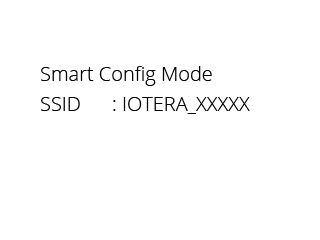 Smart Config Mode
SSID : IOTERA_XXXXX